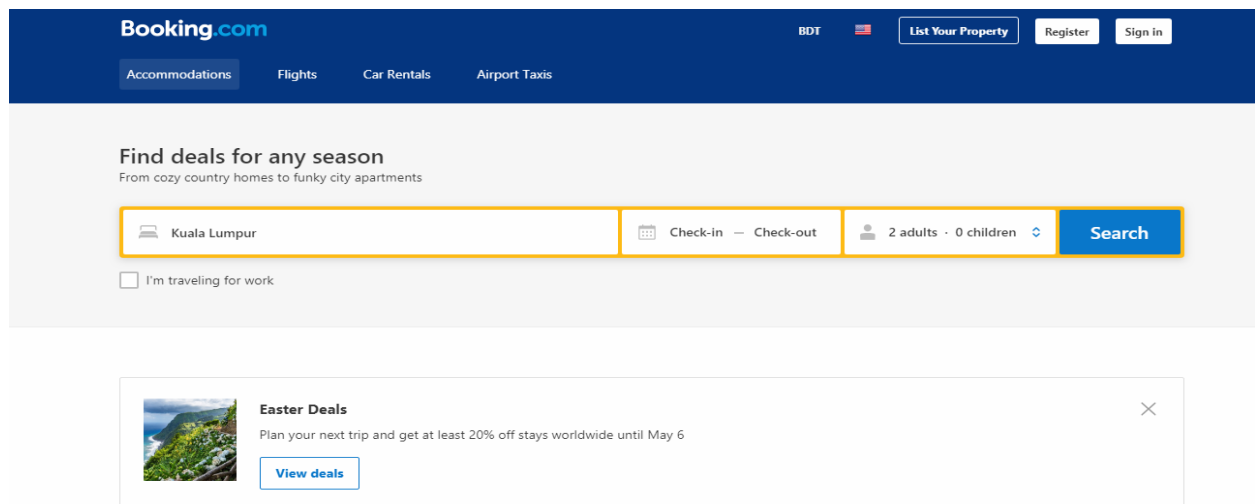 Booking.com
BDT
List Your Property
Register
Sign in
Accommodations
Flights
Car Rentals
Airport Taxis
Find deals for any season
From cozy country homes to funky city apartments
Kuala Lumpur
Check-in — Check-out
2 adults · 0 children
Search
I'm traveling for work
Easter Deals
Plan your next trip and get at least 20% off stays worldwide until May 6
View deals